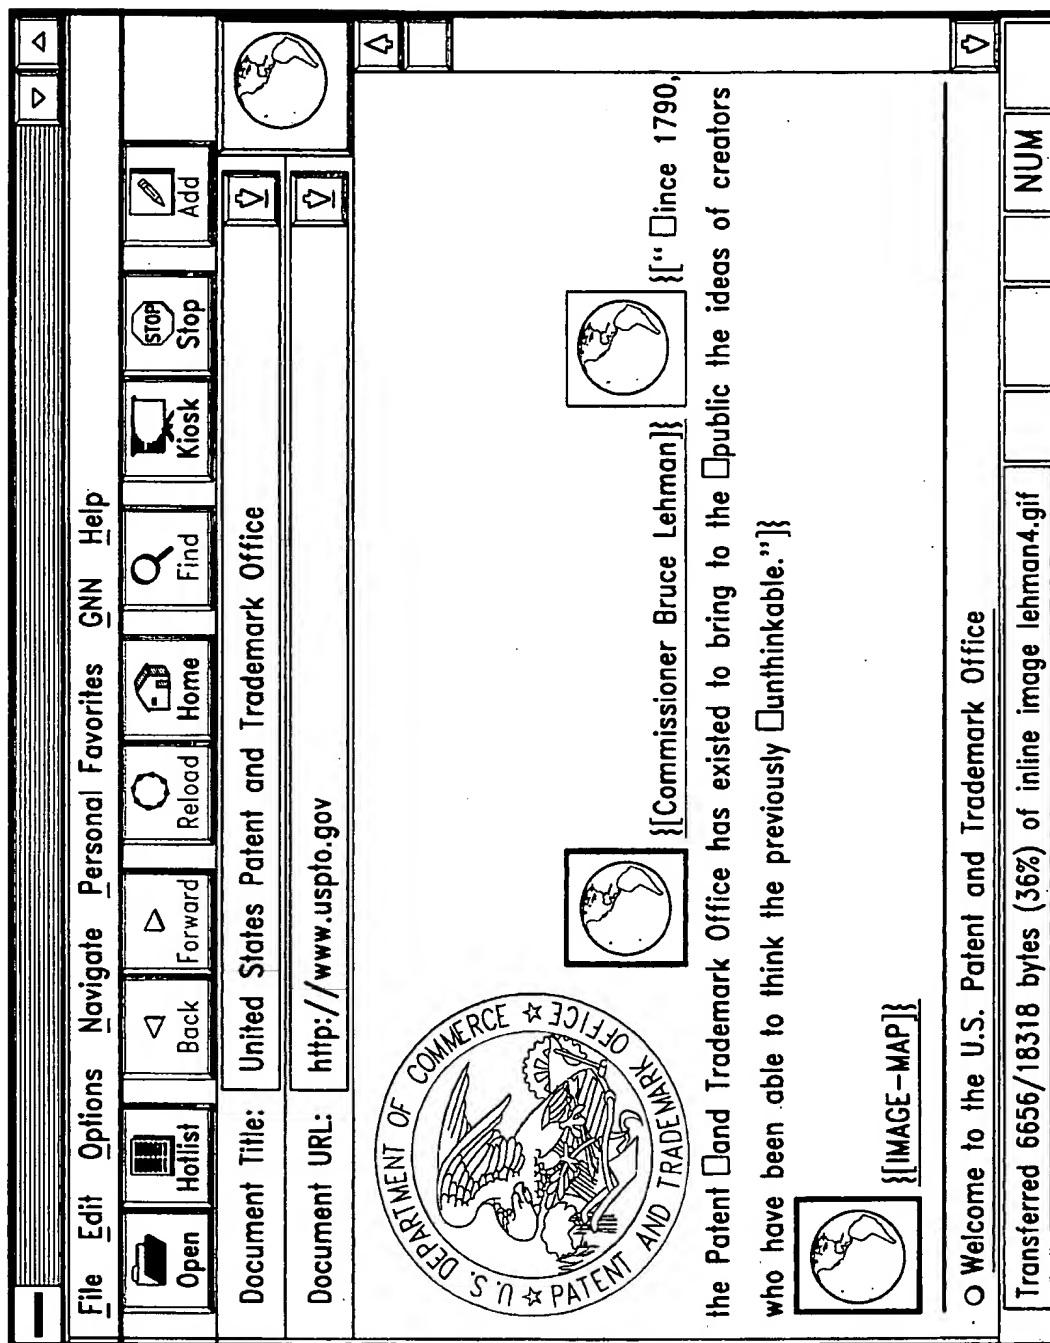 File Edit Options Navigate Personal Favorites GNN Help
Open Hotlist Back Forward Reload Home Find Kiosk Stop Add
STOP
Document Title: United States Patent and Trademark Office
Document URL: http://www.uspto.gov
U.S. DEPARTMENT OF COMMERCE ☆ PATENT AND TRADEMARK OFFICE ☆
}[Commissioner Bruce Lehman]} }[“ □ince 1790,
the Patent □and Trademark Office has existed to bring to the □public the ideas of creators
who have been able to think the previously □unthinkable.”]}
}[IMAGE-MAP]}
○ Welcome to the U.S. Patent and Trademark Office
Transferred 6656/18318 bytes (36%) of inline image lehman4.gif NUM